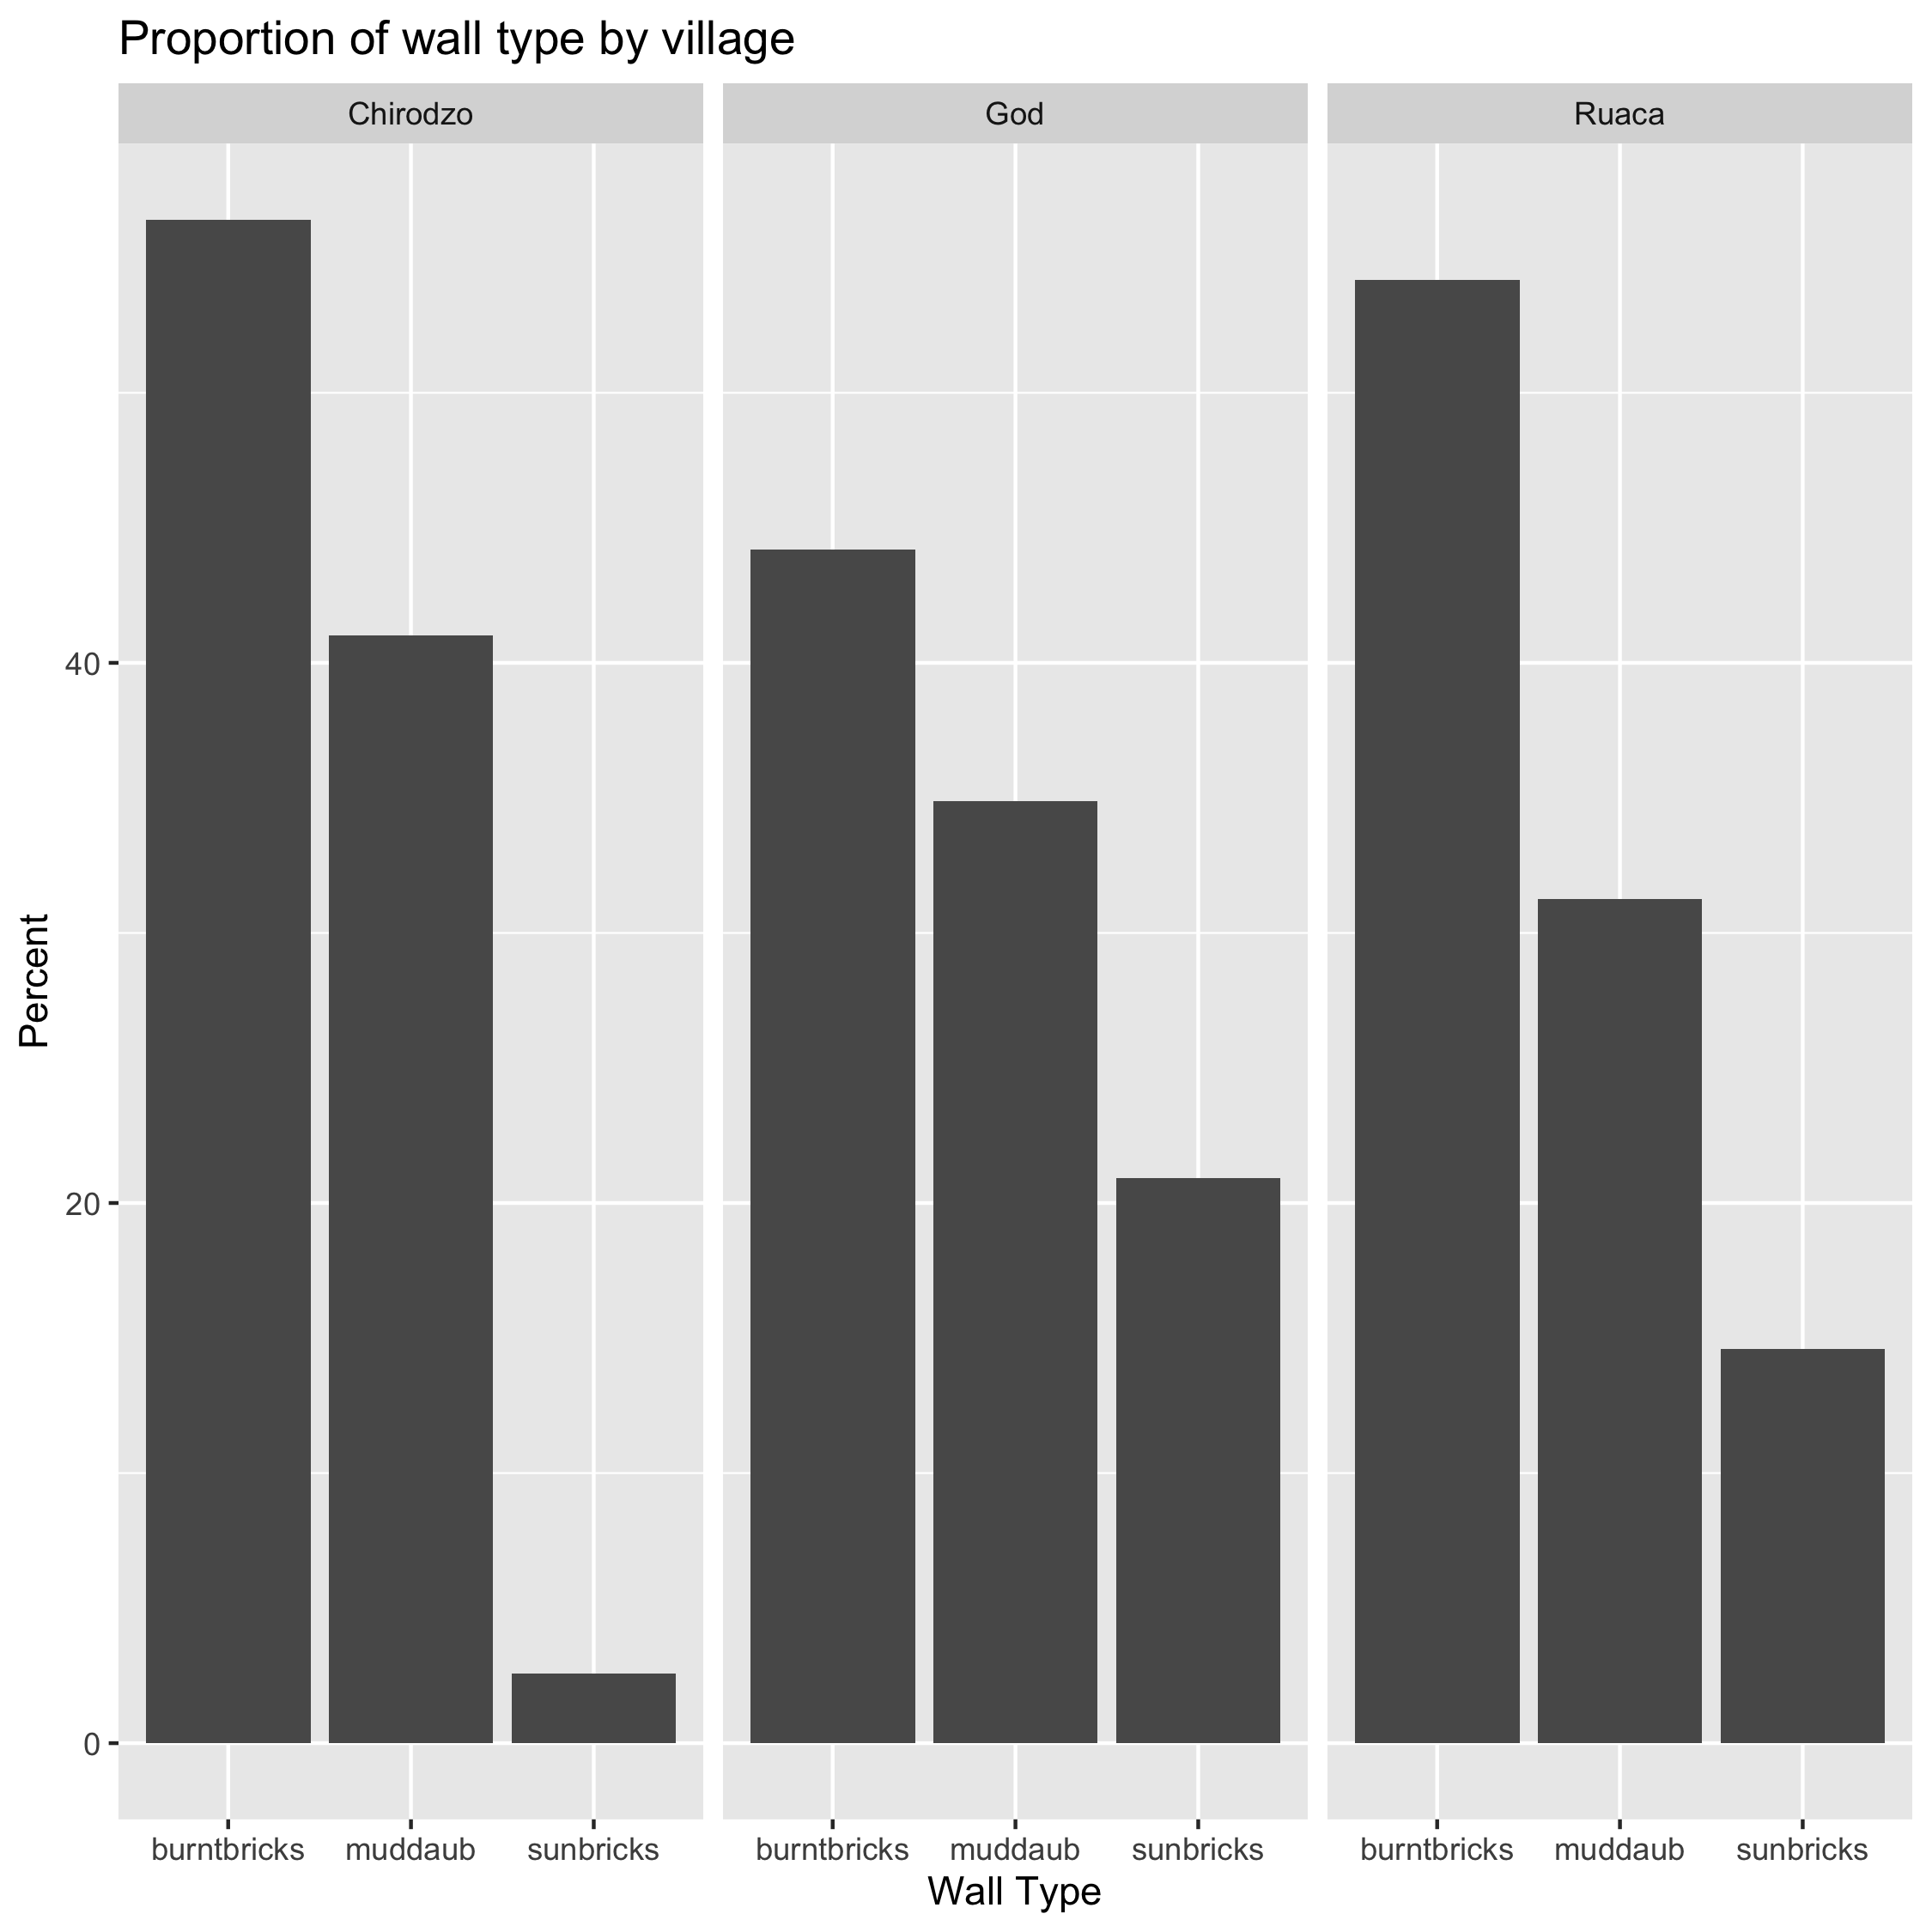 Proportion of wall type by village
Chirodzo God Ruaca
Percent
40
20
0
burntbricks muddaub sunbricks burntbricks muddaub sunbricks burntbricks muddaub sunbricks
Wall Type